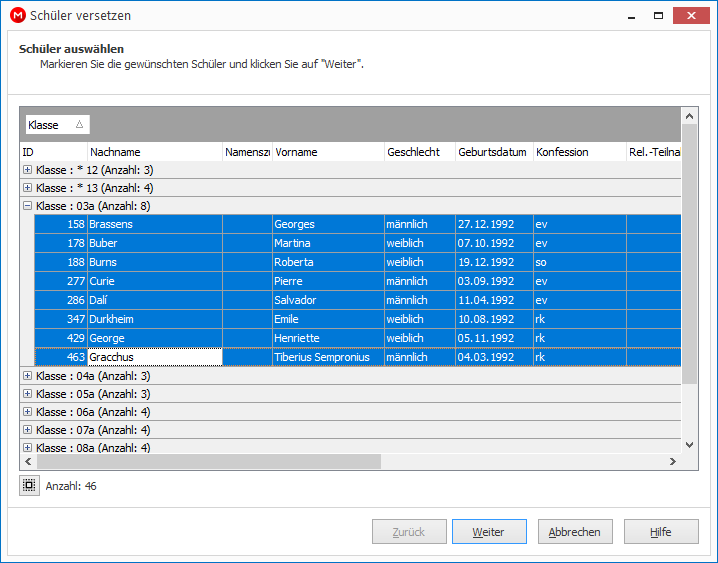 M Schüler versetzen
Schüler auswählen
Markieren Sie die gewünschten Schüler und klicken Sie auf "Weiter".
Klasse
ID Nachname Namenszu Vorname Geschlecht Geburtsdatum Konfession Rel.-Teilnah
Klasse : * 12 (Anzahl: 3)
Klasse : * 13 (Anzahl: 4)
Klasse : 03a (Anzahl: 8)
158 Brassens Georges männlich 27.12.1992 ev
178 Buber Martina weiblich 07.10.1992 ev
188 Burns Roberta weiblich 19.12.1992 so
277 Curie Pierre männlich 03.09.1992 ev
286 Dalí Salvador männlich 11.04.1992 ev
347 Durkheim Emile weiblich 10.08.1992 rk
429 George Henriette weiblich 05.11.1992 rk
463 Gracchus Tiberius Sempronius männlich 04.03.1992 rk
Klasse : 04a (Anzahl: 3)
Klasse : 05a (Anzahl: 3)
Klasse : 06a (Anzahl: 4)
Klasse : 07a (Anzahl: 4)
Klasse : 08a (Anzahl: 4)
Anzahl: 46
Zurück Weiter Abbrechen Hilfe